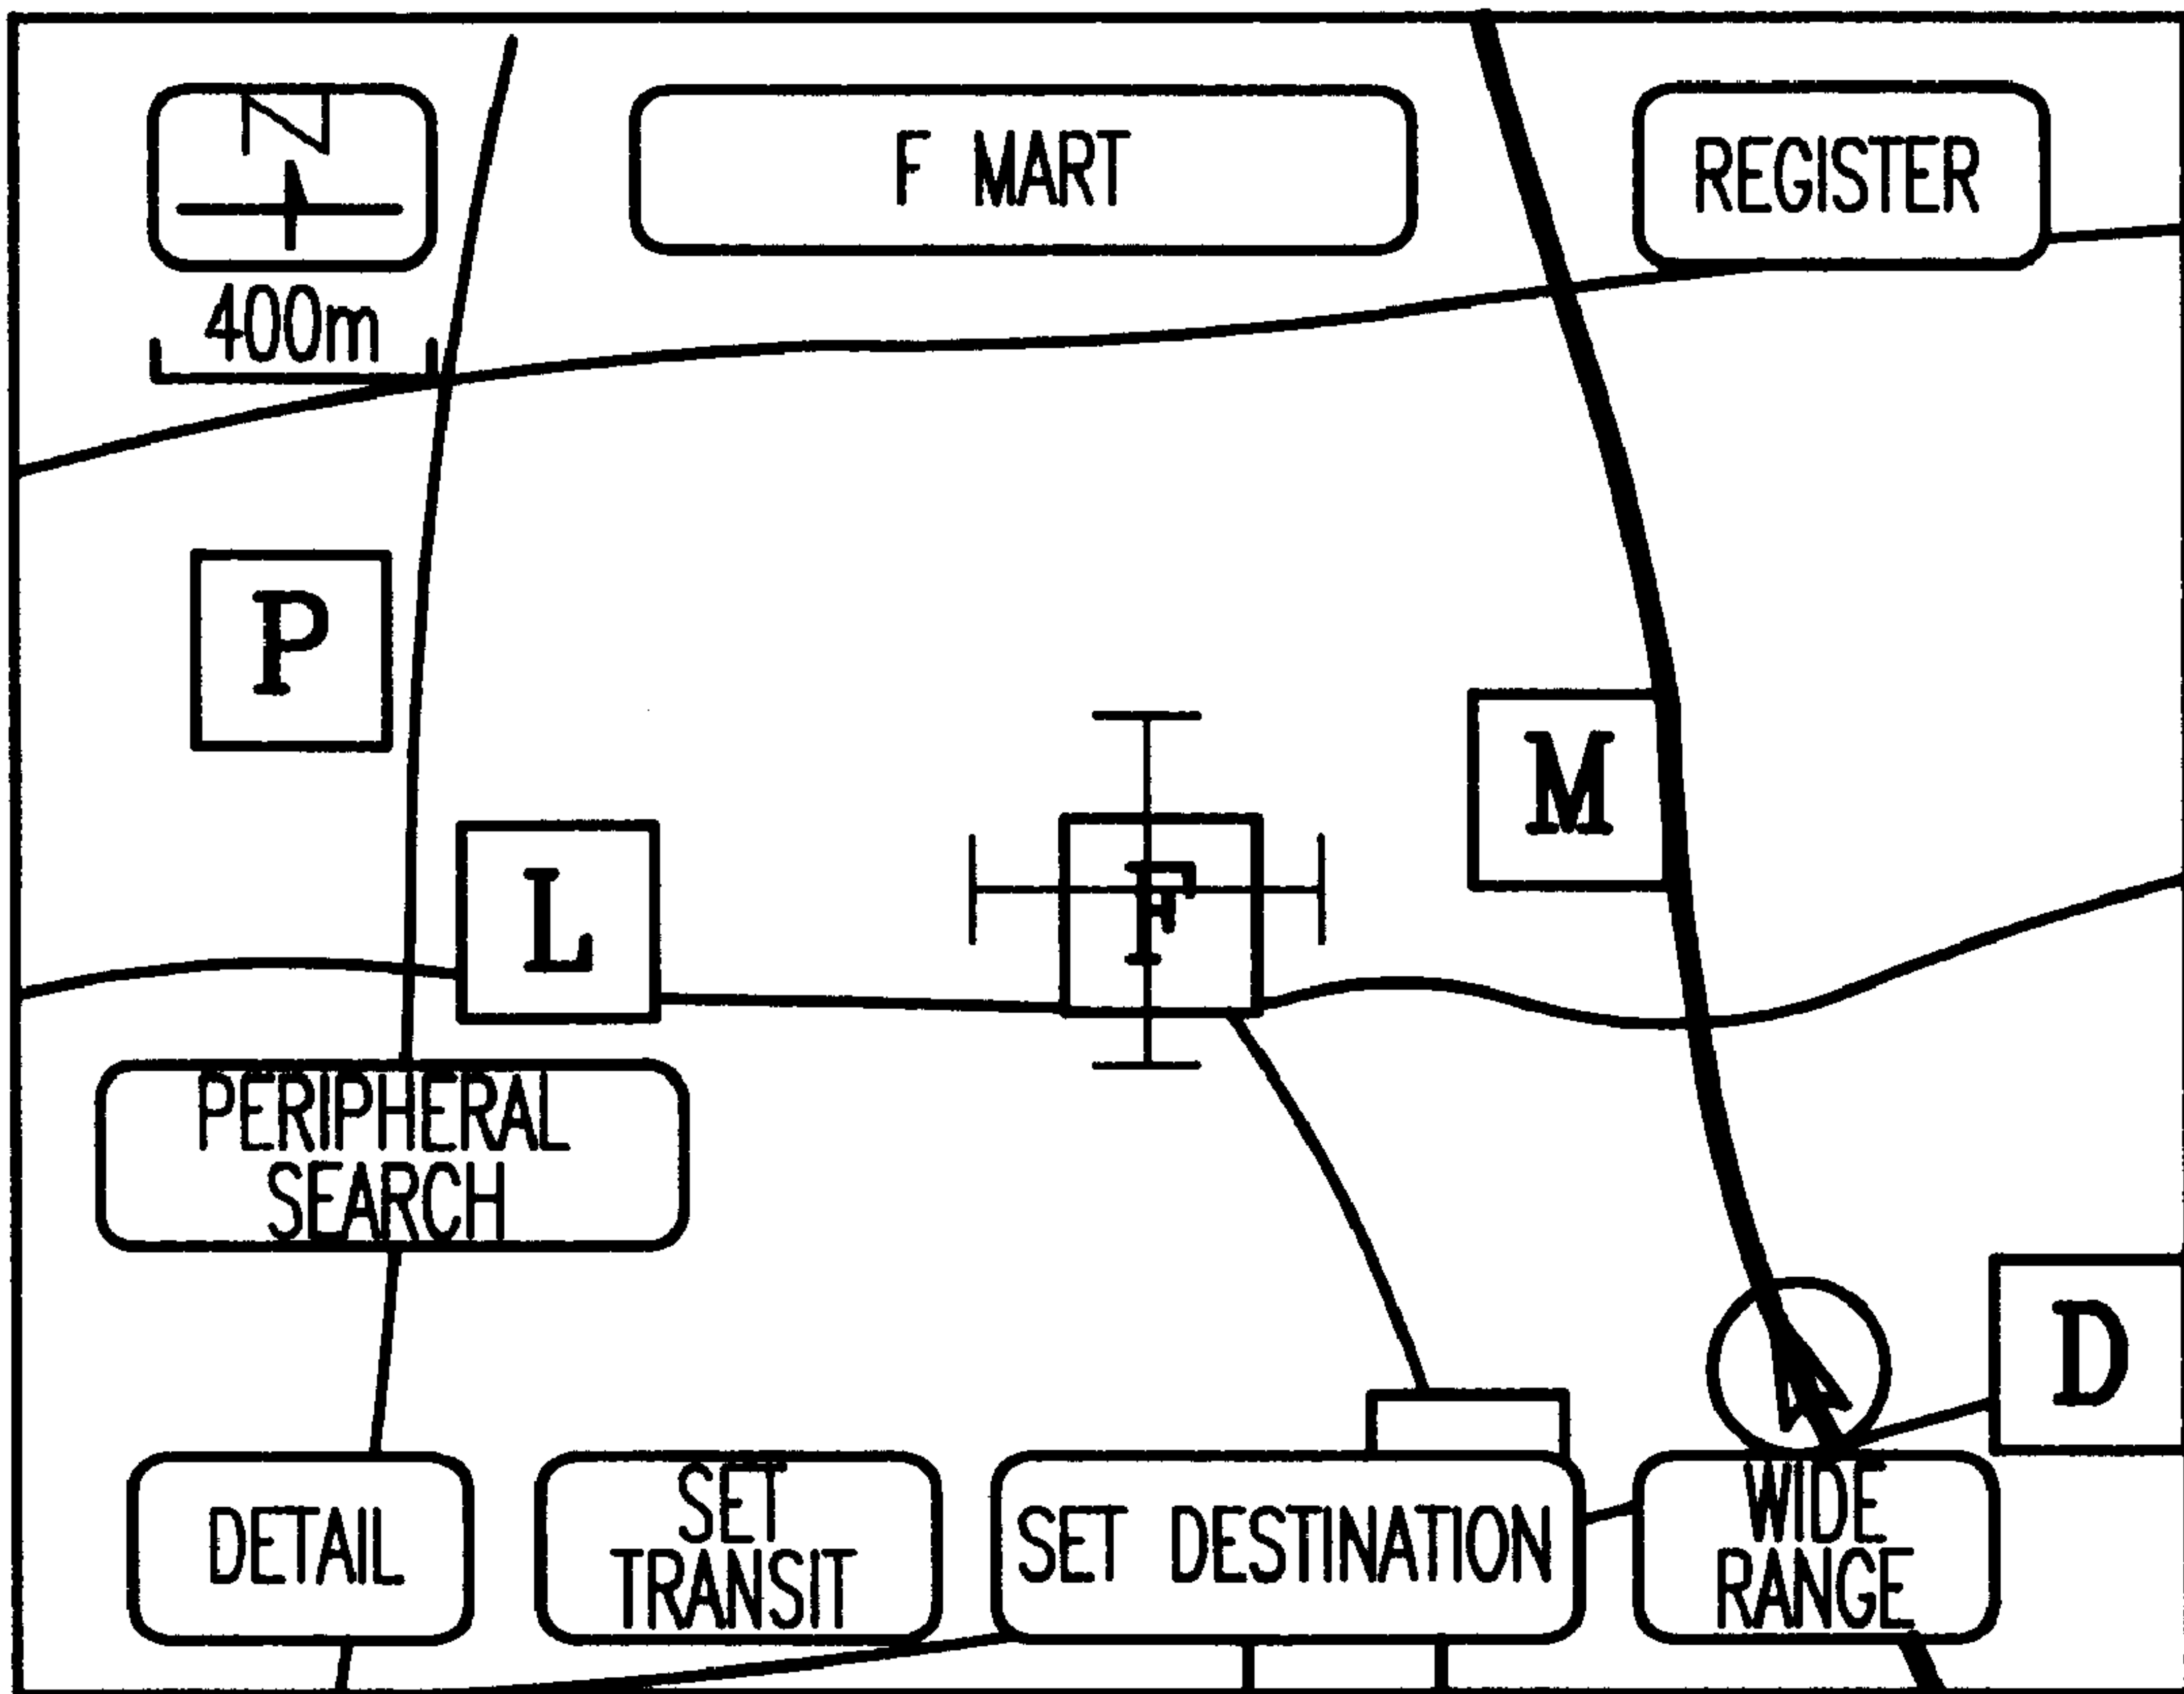 N
F MART
REGISTER
400m
P
M
L
F
PERIPHERAL
SEARCH
D
DETAIL
SET
TRANSIT
SET DESTINATION
WIDE
RANGE